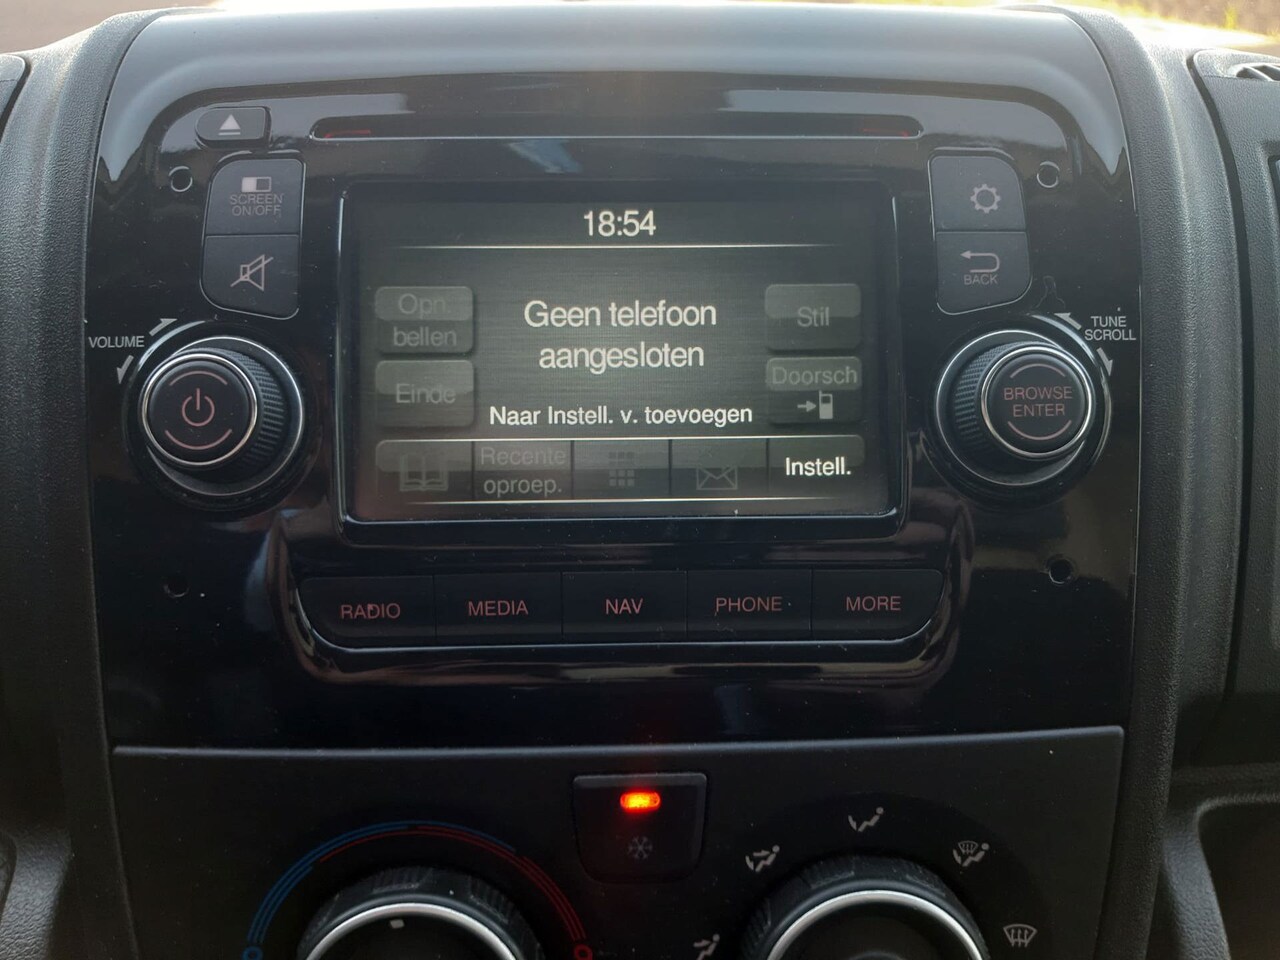 SCREEN
ON/OFF
VOLUME
18:54
Opn.
bellen
Einde
Geen telefoon
aangesloten
Naar Instell. v. toevoegen
Stil
Doorsch
Recente
oproep.
Instell.
BACK
TUNE
SCROLL
BROWSE
ENTER
RADIO
MEDIA
NAV
PHONE
MORE